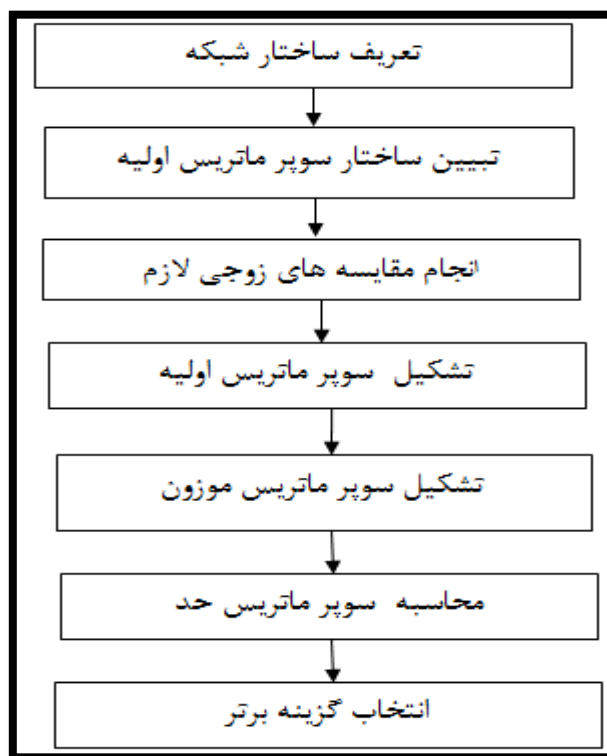 تعریف ساختار شبکه
تبیین ساختار سوپر ماتریس اولیه
انجام مقایسه های زوجی لازم
تشکیل سوپر ماتریس اولیه
تشکیل سوپر ماتریس موزون
محاسبه سوپر ماتریس حد
انتخاب گزینه برتر